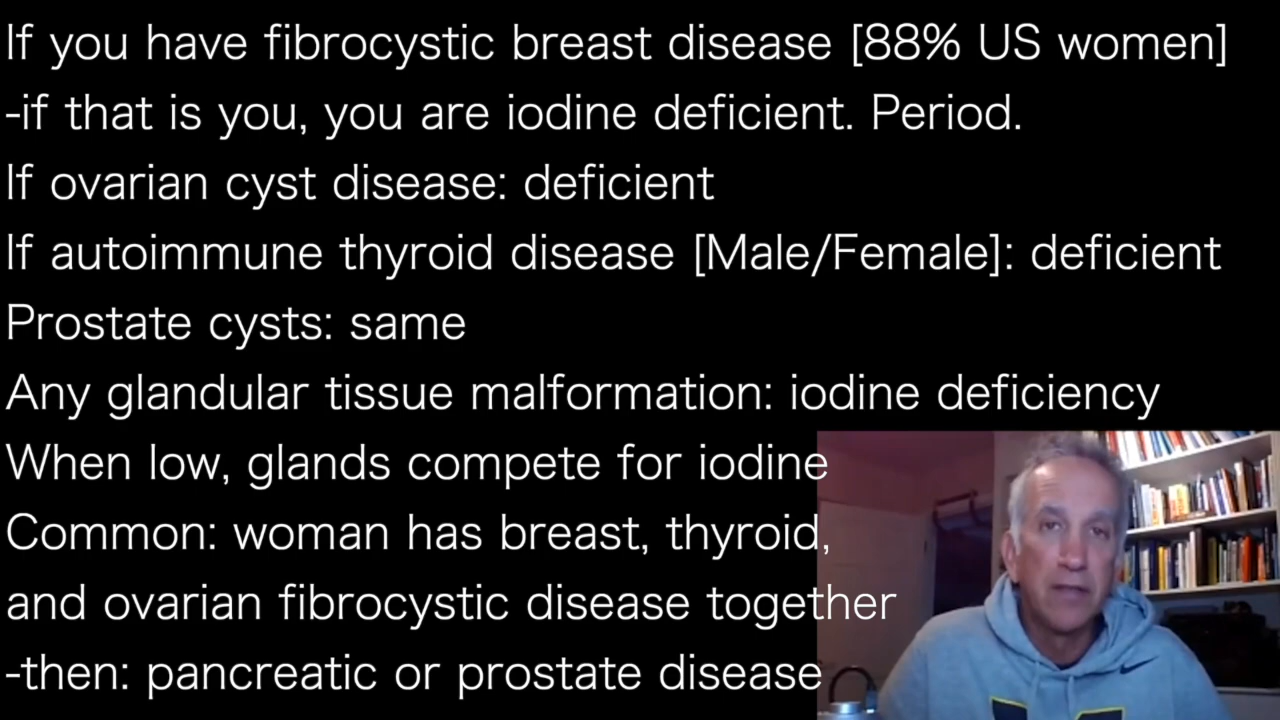 If you have fibrocystic breast disease [88% US women]
-if that is you, you are iodine deficient. Period.
If ovarian cyst disease: deficient
If autoimmune thyroid disease [Male/Female]: deficient
Prostate cysts: same
Any glandular tissue malformation: iodine deficiency
When low, glands compete for iodine
Common: woman has breast, thyroid,
and ovarian fibrocystic disease together
-then: pancreatic or prostate disease